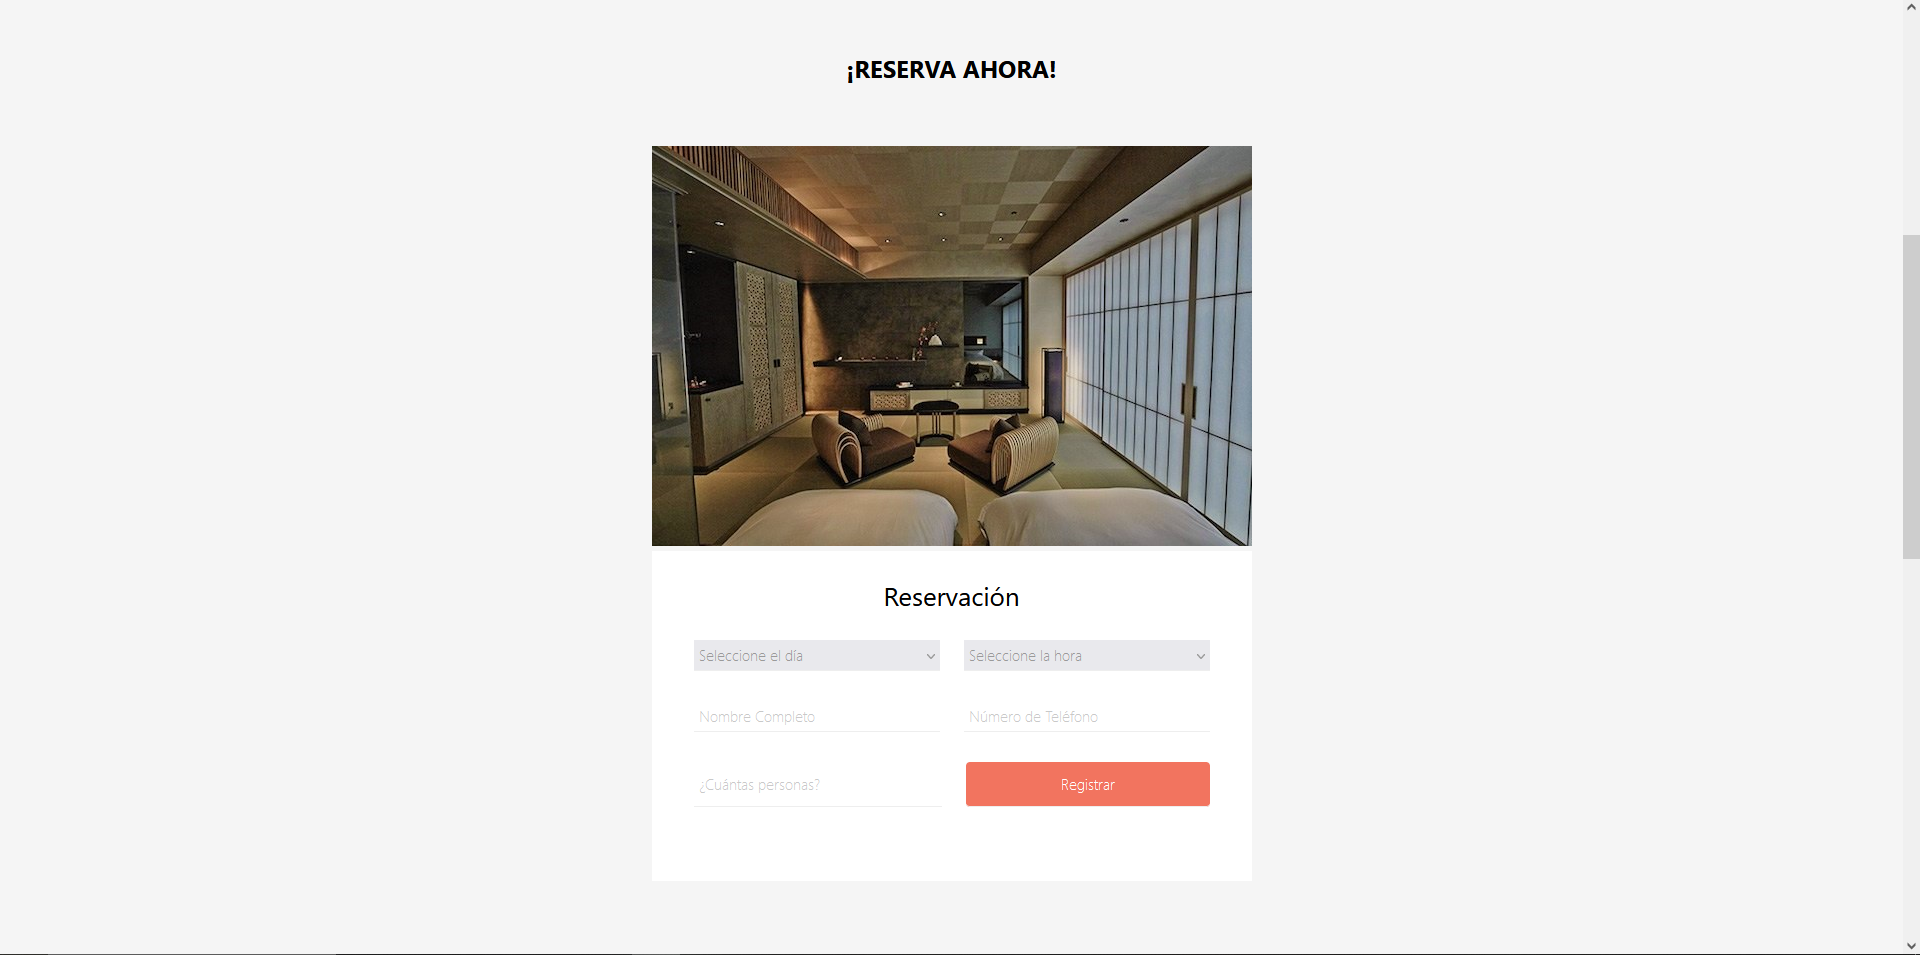 ¡RESERVA AHORA!
Reservación
Seleccione el día
Seleccione la hora
Nombre Completo
Número de Teléfono
¿Cuántas personas?
Registrar